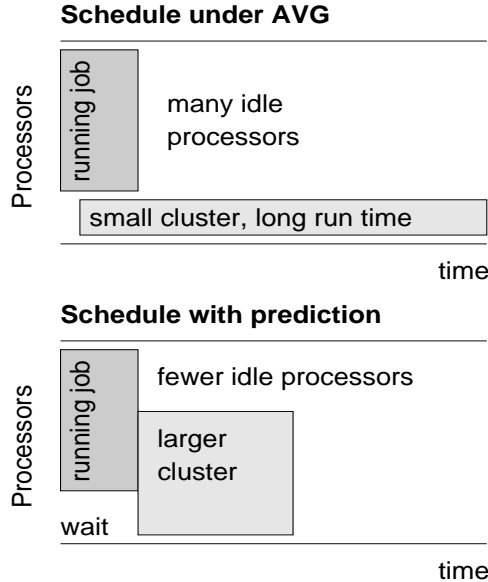 Schedule under AVG
Processors
running job
many idle
processors
small cluster, long run time
time
Schedule with prediction
Processors
running job
fewer idle processors
larger
cluster
wait
time